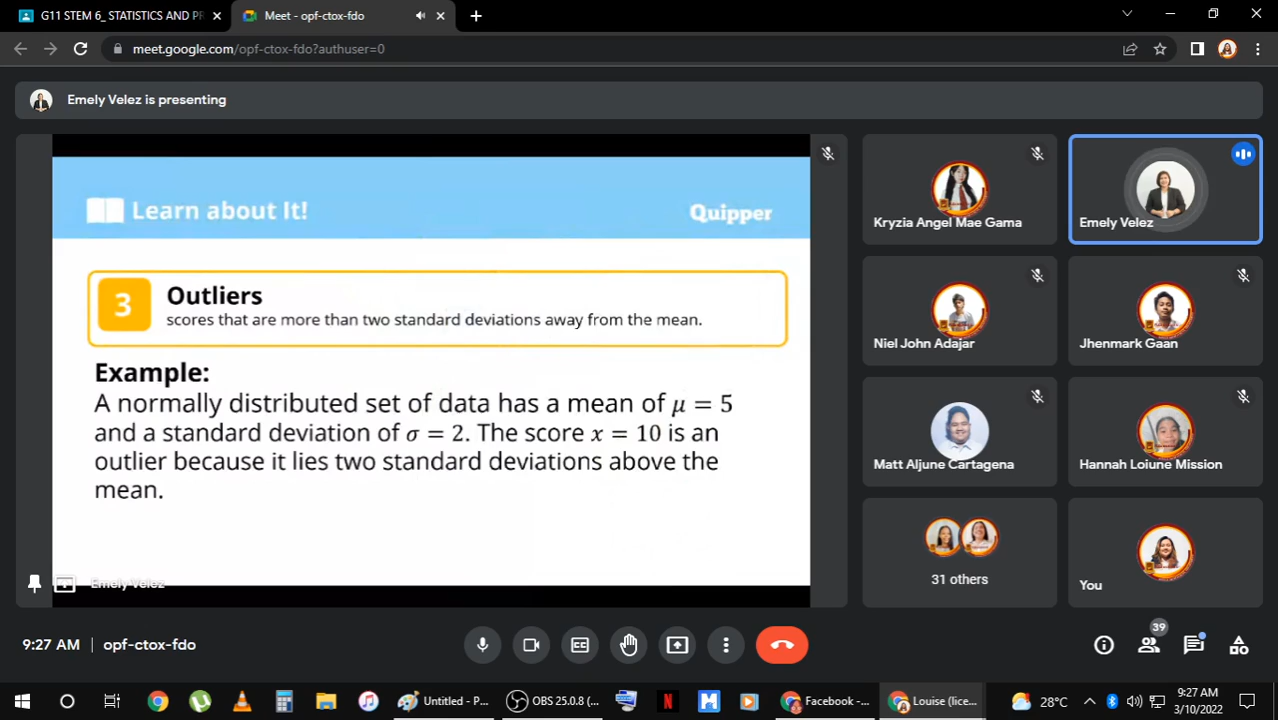 G11 STEM 6_ STATISTICS AND PR
Meet - opf-ctox-fdo
meet.google.com/opf-ctox-fdo?authuser=0
Emely Velez is presenting
Learn about It!
Quipper
3
Outliers
scores that are more than two standard deviations away from the mean.
Example:
A normally distributed set of data has a mean of μ = 5
and a standard deviation of σ = 2. The score x = 10 is an
outlier because it lies two standard deviations above the
mean.
Emely Velez
Kryzia Angel Mae Gama
Emely Velez
Niel John Adajar
Jhenmark Gaan
Matt Aljune Cartagena
Hannah Loiune Mission
31 others
You
9:27 AM | opf-ctox-fdo
CC
39
Untitled - P...
OBS 25.0.8 (...
N
M
Facebook -...
Louise (lice...
28°C
9:27 AM
3/10/2022